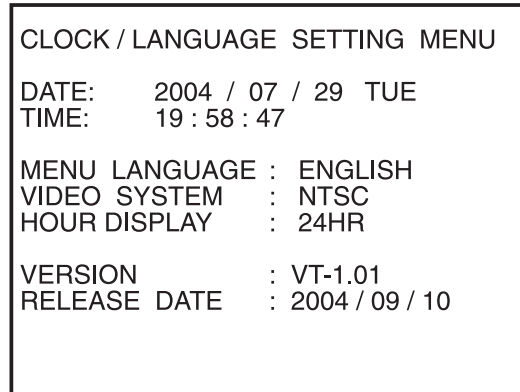 CLOCK / LANGUAGE SETTING MENU
DATE: 2004 / 07 / 29 TUE
TIME: 19 : 58 : 47
MENU LANGUAGE : ENGLISH
VIDEO SYSTEM : NTSC
HOUR DISPLAY : 24HR
VERSION : VT-1.01
RELEASE DATE : 2004 / 09 / 10